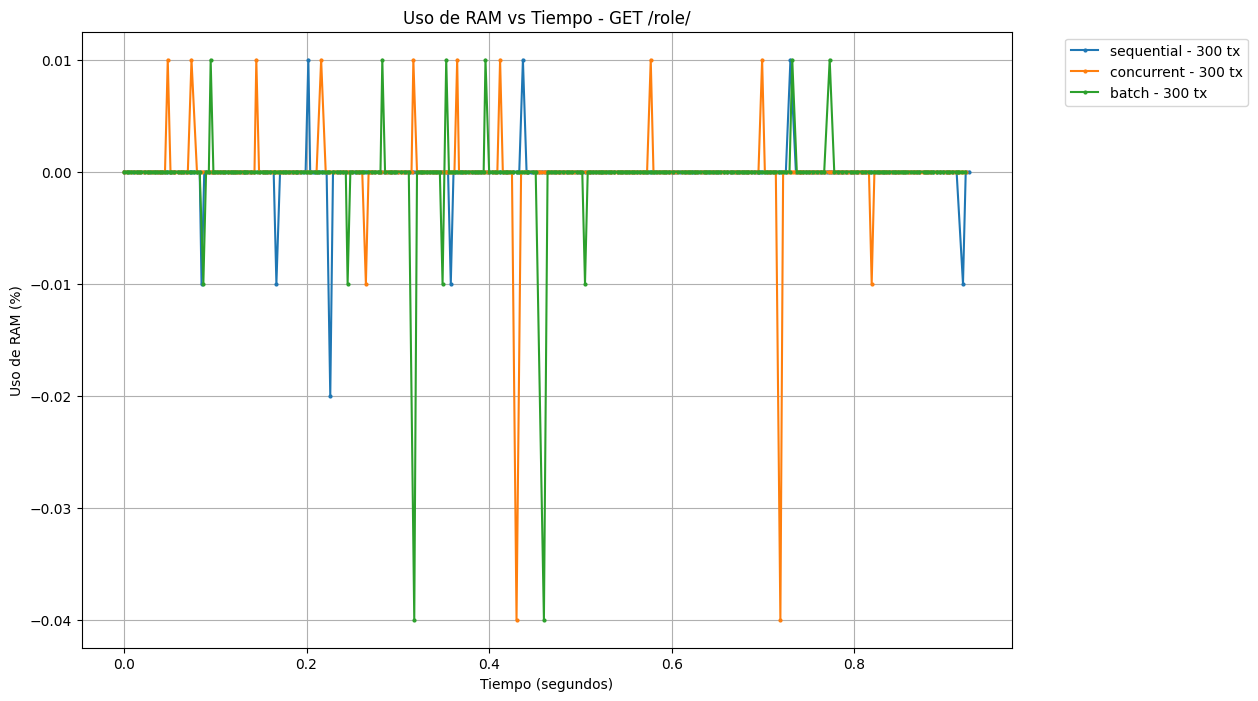 Uso de RAM vs Tiempo - GET /role/
sequential - 300 tx
concurrent - 300 tx
batch - 300 tx
Uso de RAM (%)
0.01
0.00
−0.01
−0.02
−0.03
−0.04
0.0 0.2 0.4 0.6 0.8
Tiempo (segundos)